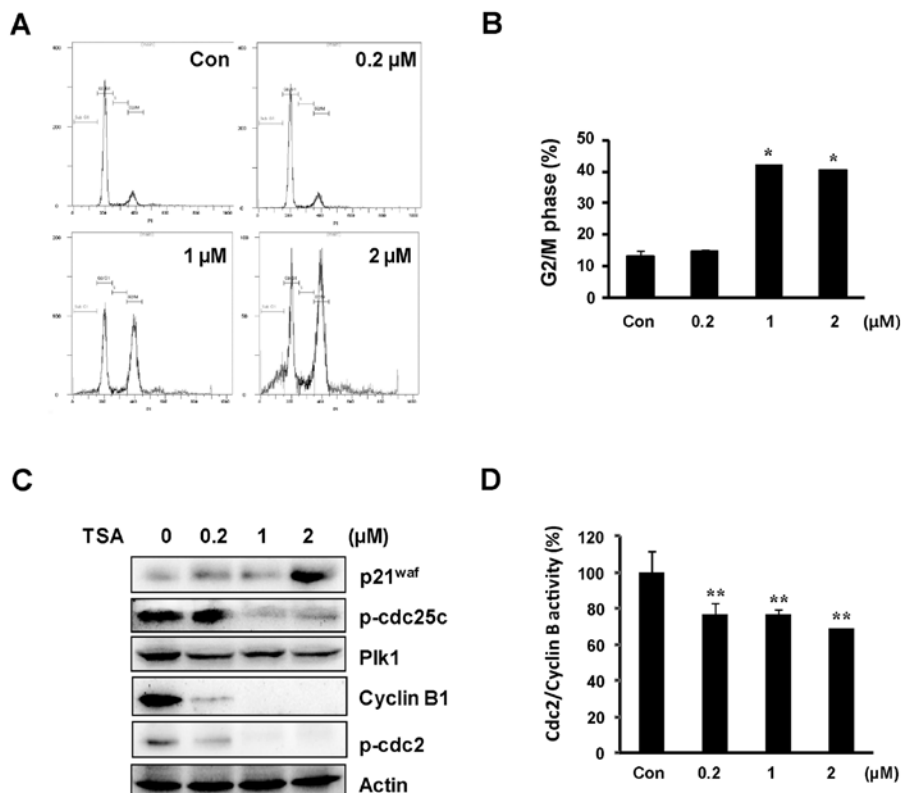 A
Con
0.2 µM
1 µM
2 µM
B
G2/M phase (%)
50
40
30
20
10
0
*
*
Con 0.2 1 2 (µM)
C
TSA 0 0.2 1 2 (µM)
p21waf
p-cdc25c
Plk1
Cyclin B1
p-cdc2
Actin
D
Cdc2/Cyclin B activity (%)
120
100
80
60
40
20
0
**
**
**
Con 0.2 1 2 (µM)